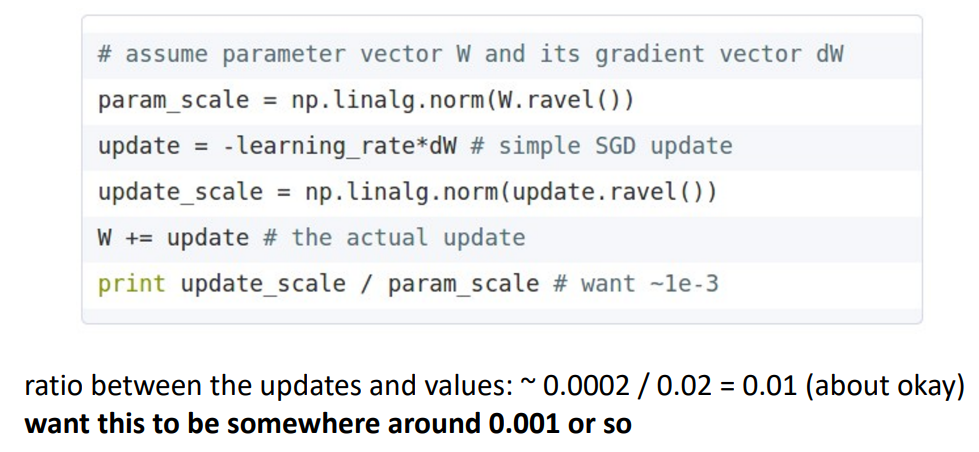 # assume parameter vector W and its gradient vector dW
param_scale = np.linalg.norm(W.ravel())
update = -learning_rate*dW # simple SGD update
update_scale = np.linalg.norm(update.ravel())
W += update # the actual update
print update_scale / param_scale # want ~1e-3
ratio between the updates and values: ~ 0.0002 / 0.02 = 0.01 (about okay)
want this to be somewhere around 0.001 or so